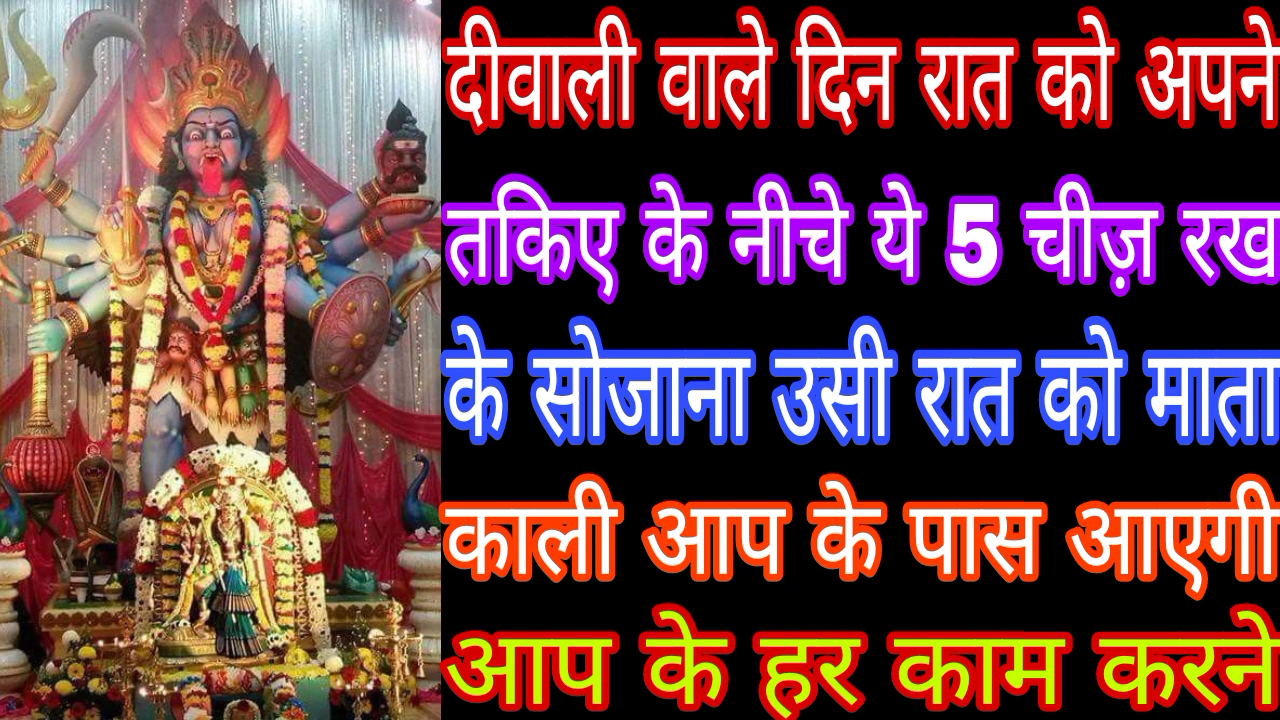 दीवाली वाले दिन रात को अपने
तकिए के नीचे ये 5 चीज़ रख
के सोजाना उसी रात को माता
काली आप के पास आएगी
आप के हर काम करने